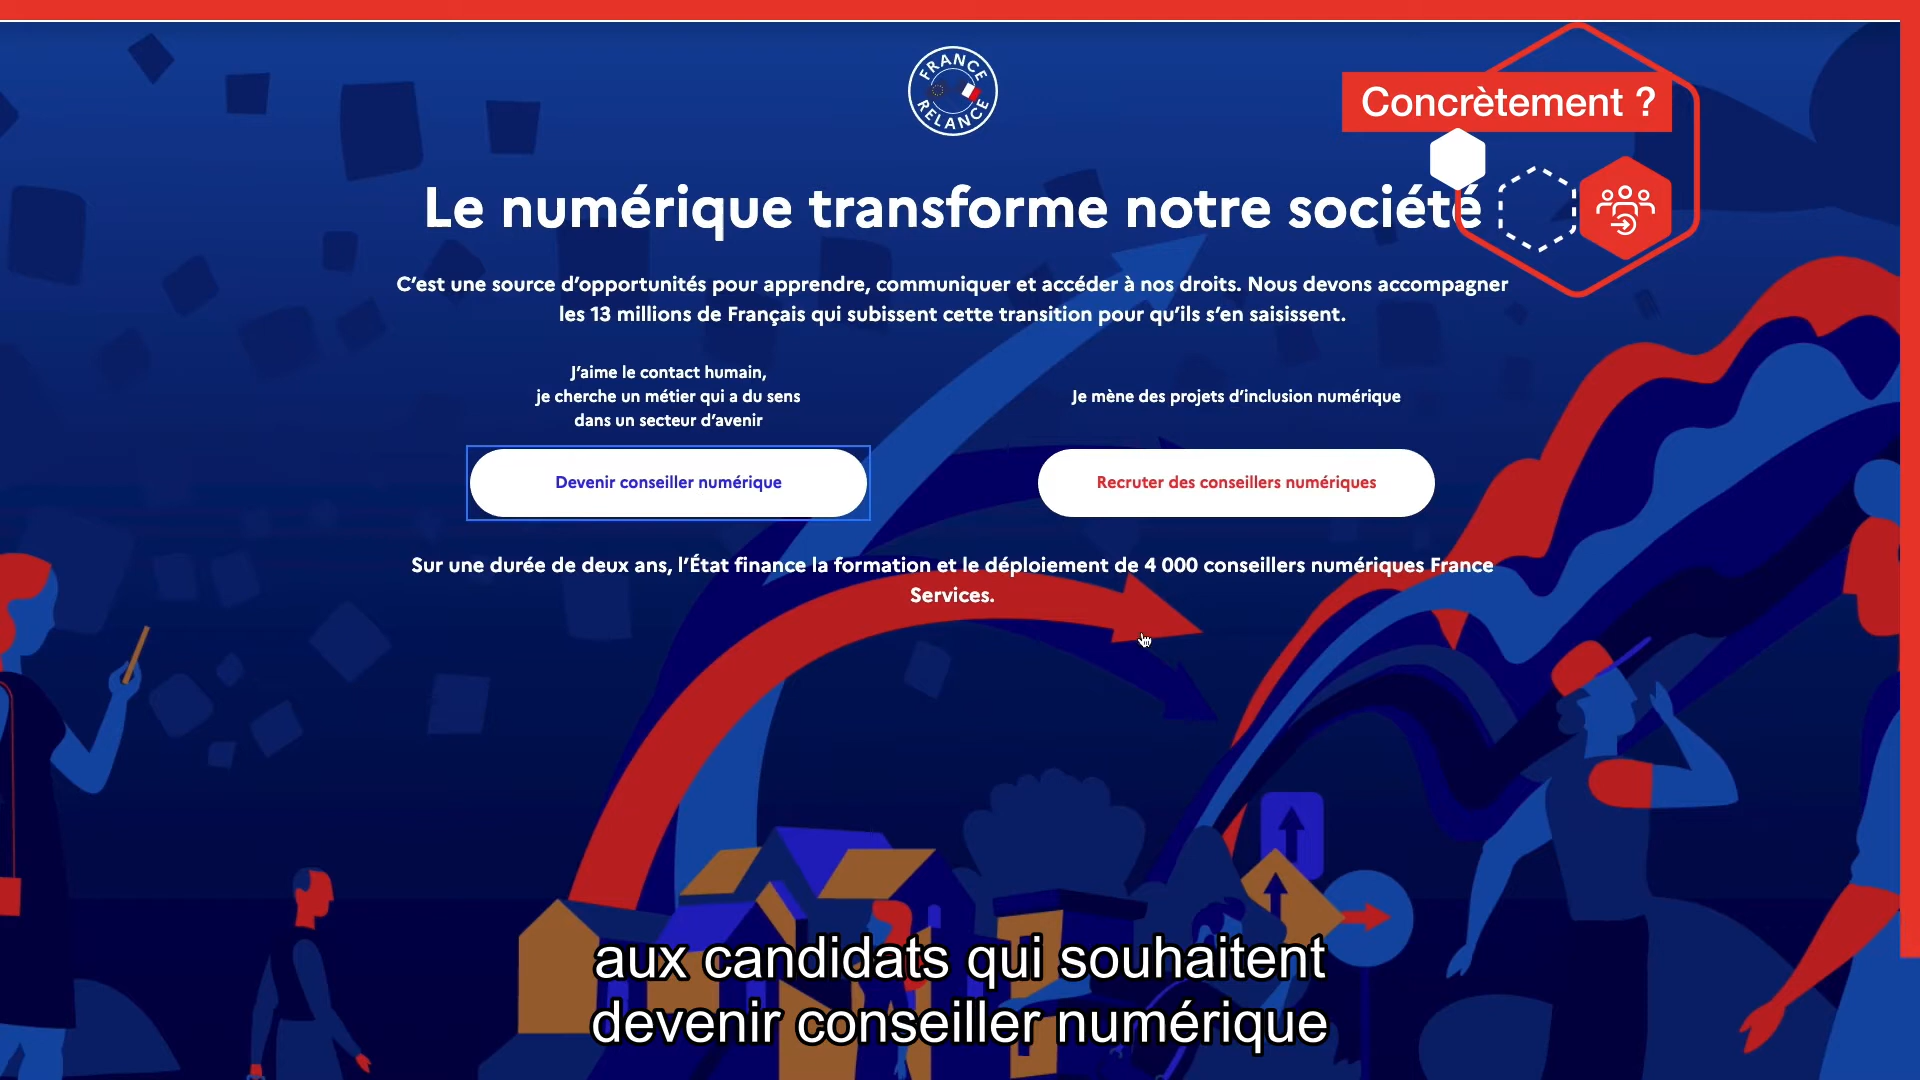 FRANCE
RELANCE
Concrètement ?
Le numérique transforme notre société
C’est une source d’opportunités pour apprendre, communiquer et accéder à nos droits. Nous devons accompagner
les 13 millions de Français qui subissent cette transition pour qu’ils s’en saisissent.
J’aime le contact humain,
je cherche un métier qui a du sens
dans un secteur d’avenir
Devenir conseiller numérique
Je mène des projets d’inclusion numérique
Recruter des conseillers numériques
Sur une durée de deux ans, l’État finance la formation et le déploiement de 4 000 conseillers numériques France
Services.
aux candidats qui souhaitent
devenir conseiller numérique